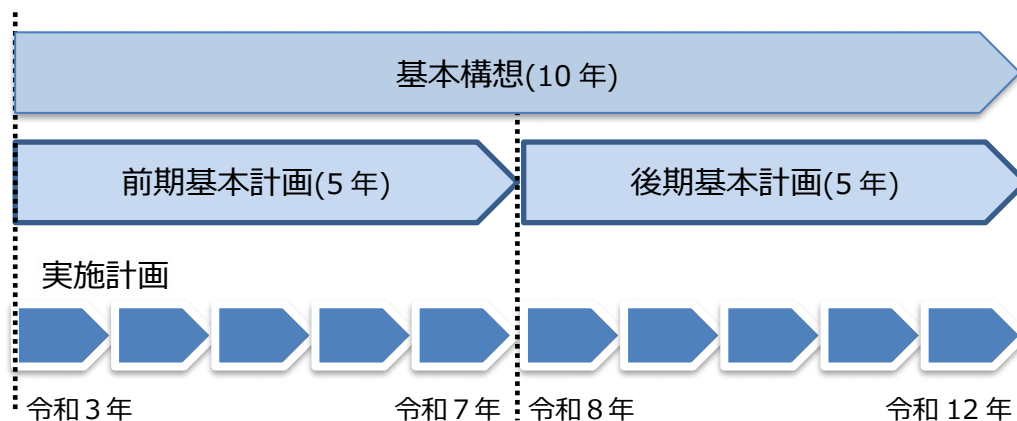 基本構想(10 年)
前期基本計画(5 年)
後期基本計画(5 年)
実施計画
令和３年
令和７年
令和８年
令和 12 年